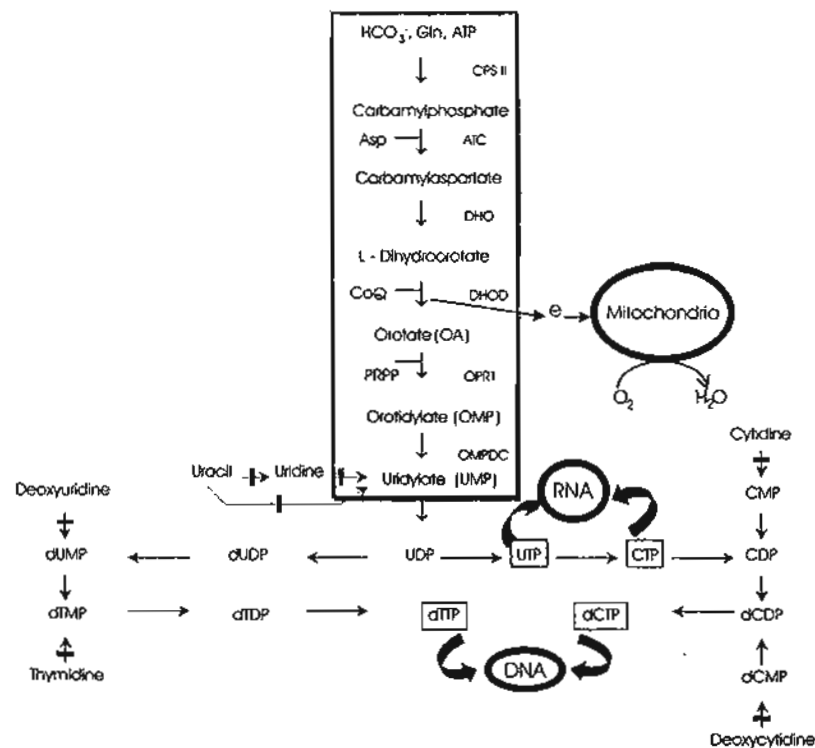 HCO3⁻, Gln, ATP
CPS II
Carbamylphosphate
Asp ATC
Carbamylaspartate
DHO
L - Dihydroorotate
CoQ DHOD e Mitochondria
Orotate (OA)
O2 H2O
PRPP OPRT
Orotidylate (OMP)
OMPDC
Cytidine
Uracil Uridine Uridylate (UMP)
RNA
CMP
Deoxyuridine
dUMP dUDP UDP UTP CTP CDP
dTMP dTDP dTTP dCTP dCDP
Thymidine DNA dCMP
Deoxycytidine